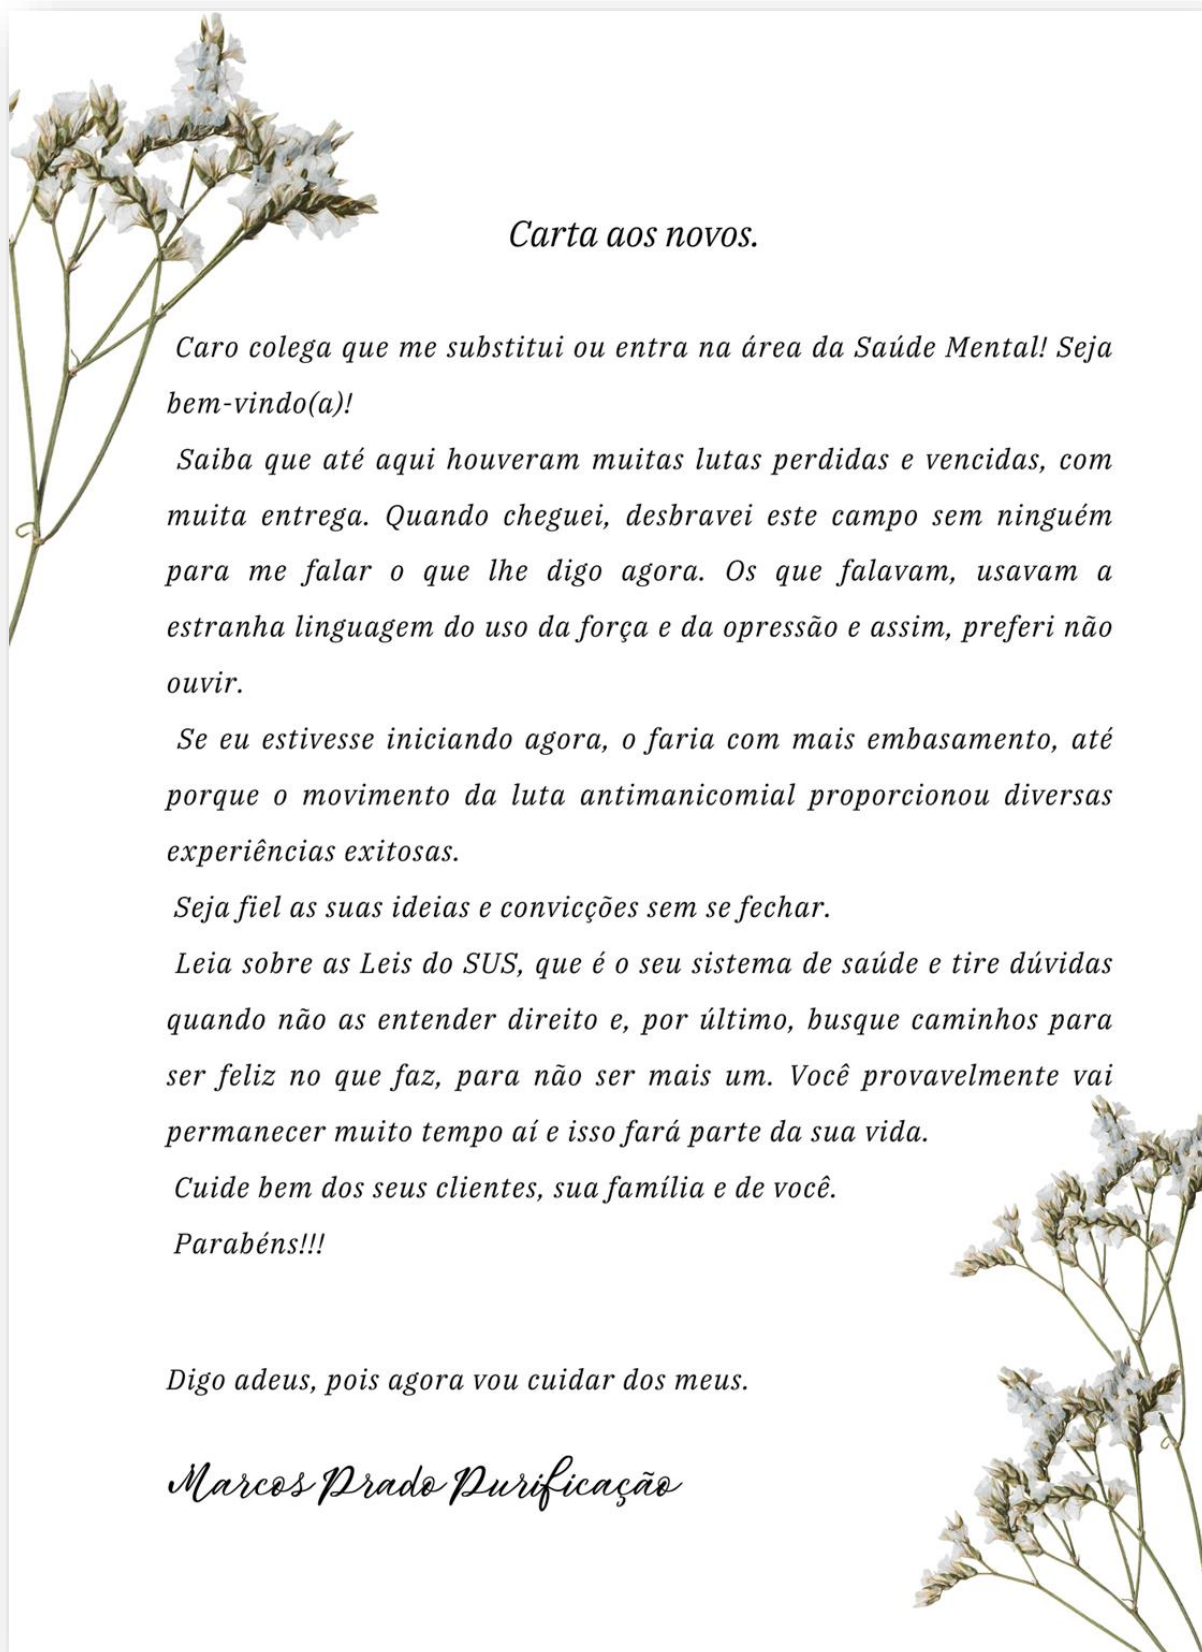 Carta aos novos.
Caro colega que me substitui ou entra na área da Saúde Mental! Seja
bem-vindo(a)!
Saiba que até aqui houveram muitas lutas perdidas e vencidas, com
muita entrega. Quando cheguei, desbravei este campo sem ninguém
para me falar o que lhe digo agora. Os que falavam, usavam a
estranha linguagem do uso da força e da opressão e assim, preferi não
ouvir.
Se eu estivesse iniciando agora, o faria com mais embasamento, até
porque o movimento da luta antimanicomial proporcionou diversas
experiências exitosas.
Seja fiel as suas ideias e convicções sem se fechar.
Leia sobre as Leis do SUS, que é o seu sistema de saúde e tire dúvidas
quando não as entender direito e, por último, busque caminhos para
ser feliz no que faz, para não ser mais um. Você provavelmente vai
permanecer muito tempo aí e isso fará parte da sua vida.
Cuide bem dos seus clientes, sua família e de você.
Parabéns!!!
Digo adeus, pois agora vou cuidar dos meus.
Marcos Prado Purificação